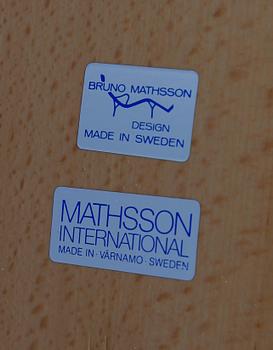 BRUNO MATHSSON
DESIGN
MADE IN SWEDEN
MATHSSON
INTERNATIONAL
MADE IN · VÄRNAMO · SWEDEN